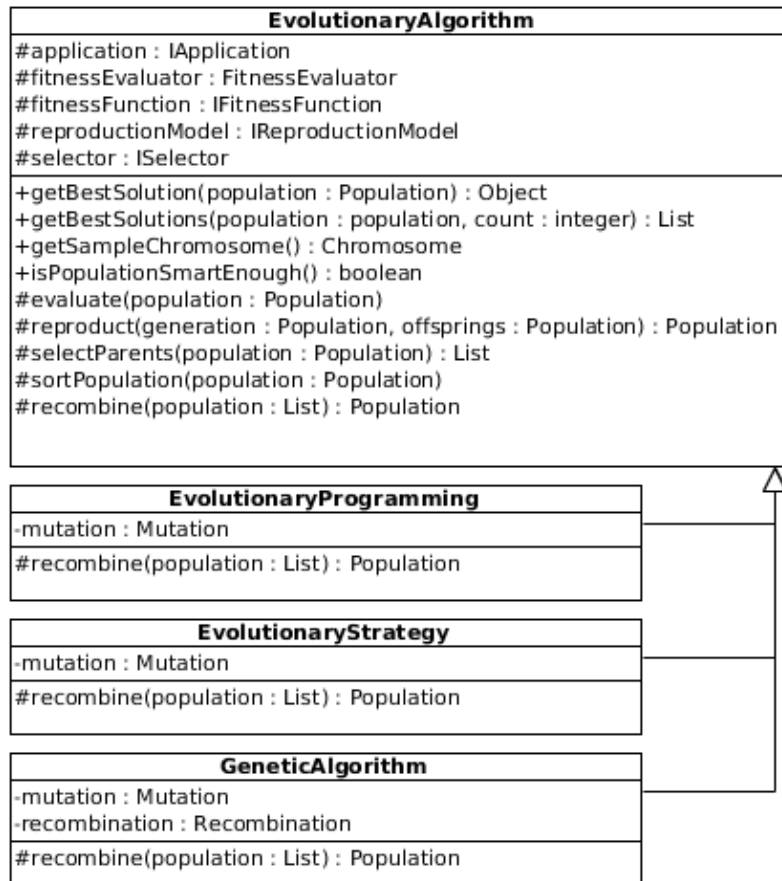 EvolutionaryAlgorithm
#application : IApplication
#fitnessEvaluator : FitnessEvaluator
#fitnessFunction : IFitnessFunction
#reproductionModel : IReproductionModel
#selector : ISelector
+getBestSolution(population : Population) : Object
+getBestSolutions(population : population, count : integer) : List
+getSampleChromosome() : Chromosome
+isPopulationSmartEnough() : boolean
#evaluate(population : Population)
#reproduct(generation : Population, offsprings : Population) : Population
#selectParents(population : Population) : List
#sortPopulation(population : Population)
#recombine(population : List) : Population
EvolutionaryProgramming
-mutation : Mutation
#recombine(population : List) : Population
EvolutionaryStrategy
-mutation : Mutation
#recombine(population : List) : Population
GeneticAlgorithm
-mutation : Mutation
-recombination : Recombination
#recombine(population : List) : Population